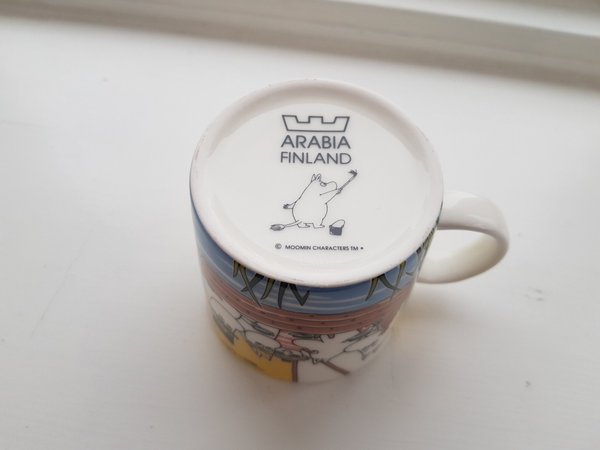 ARABIA
FINLAND
© MOOMIN CHARACTERS TM •